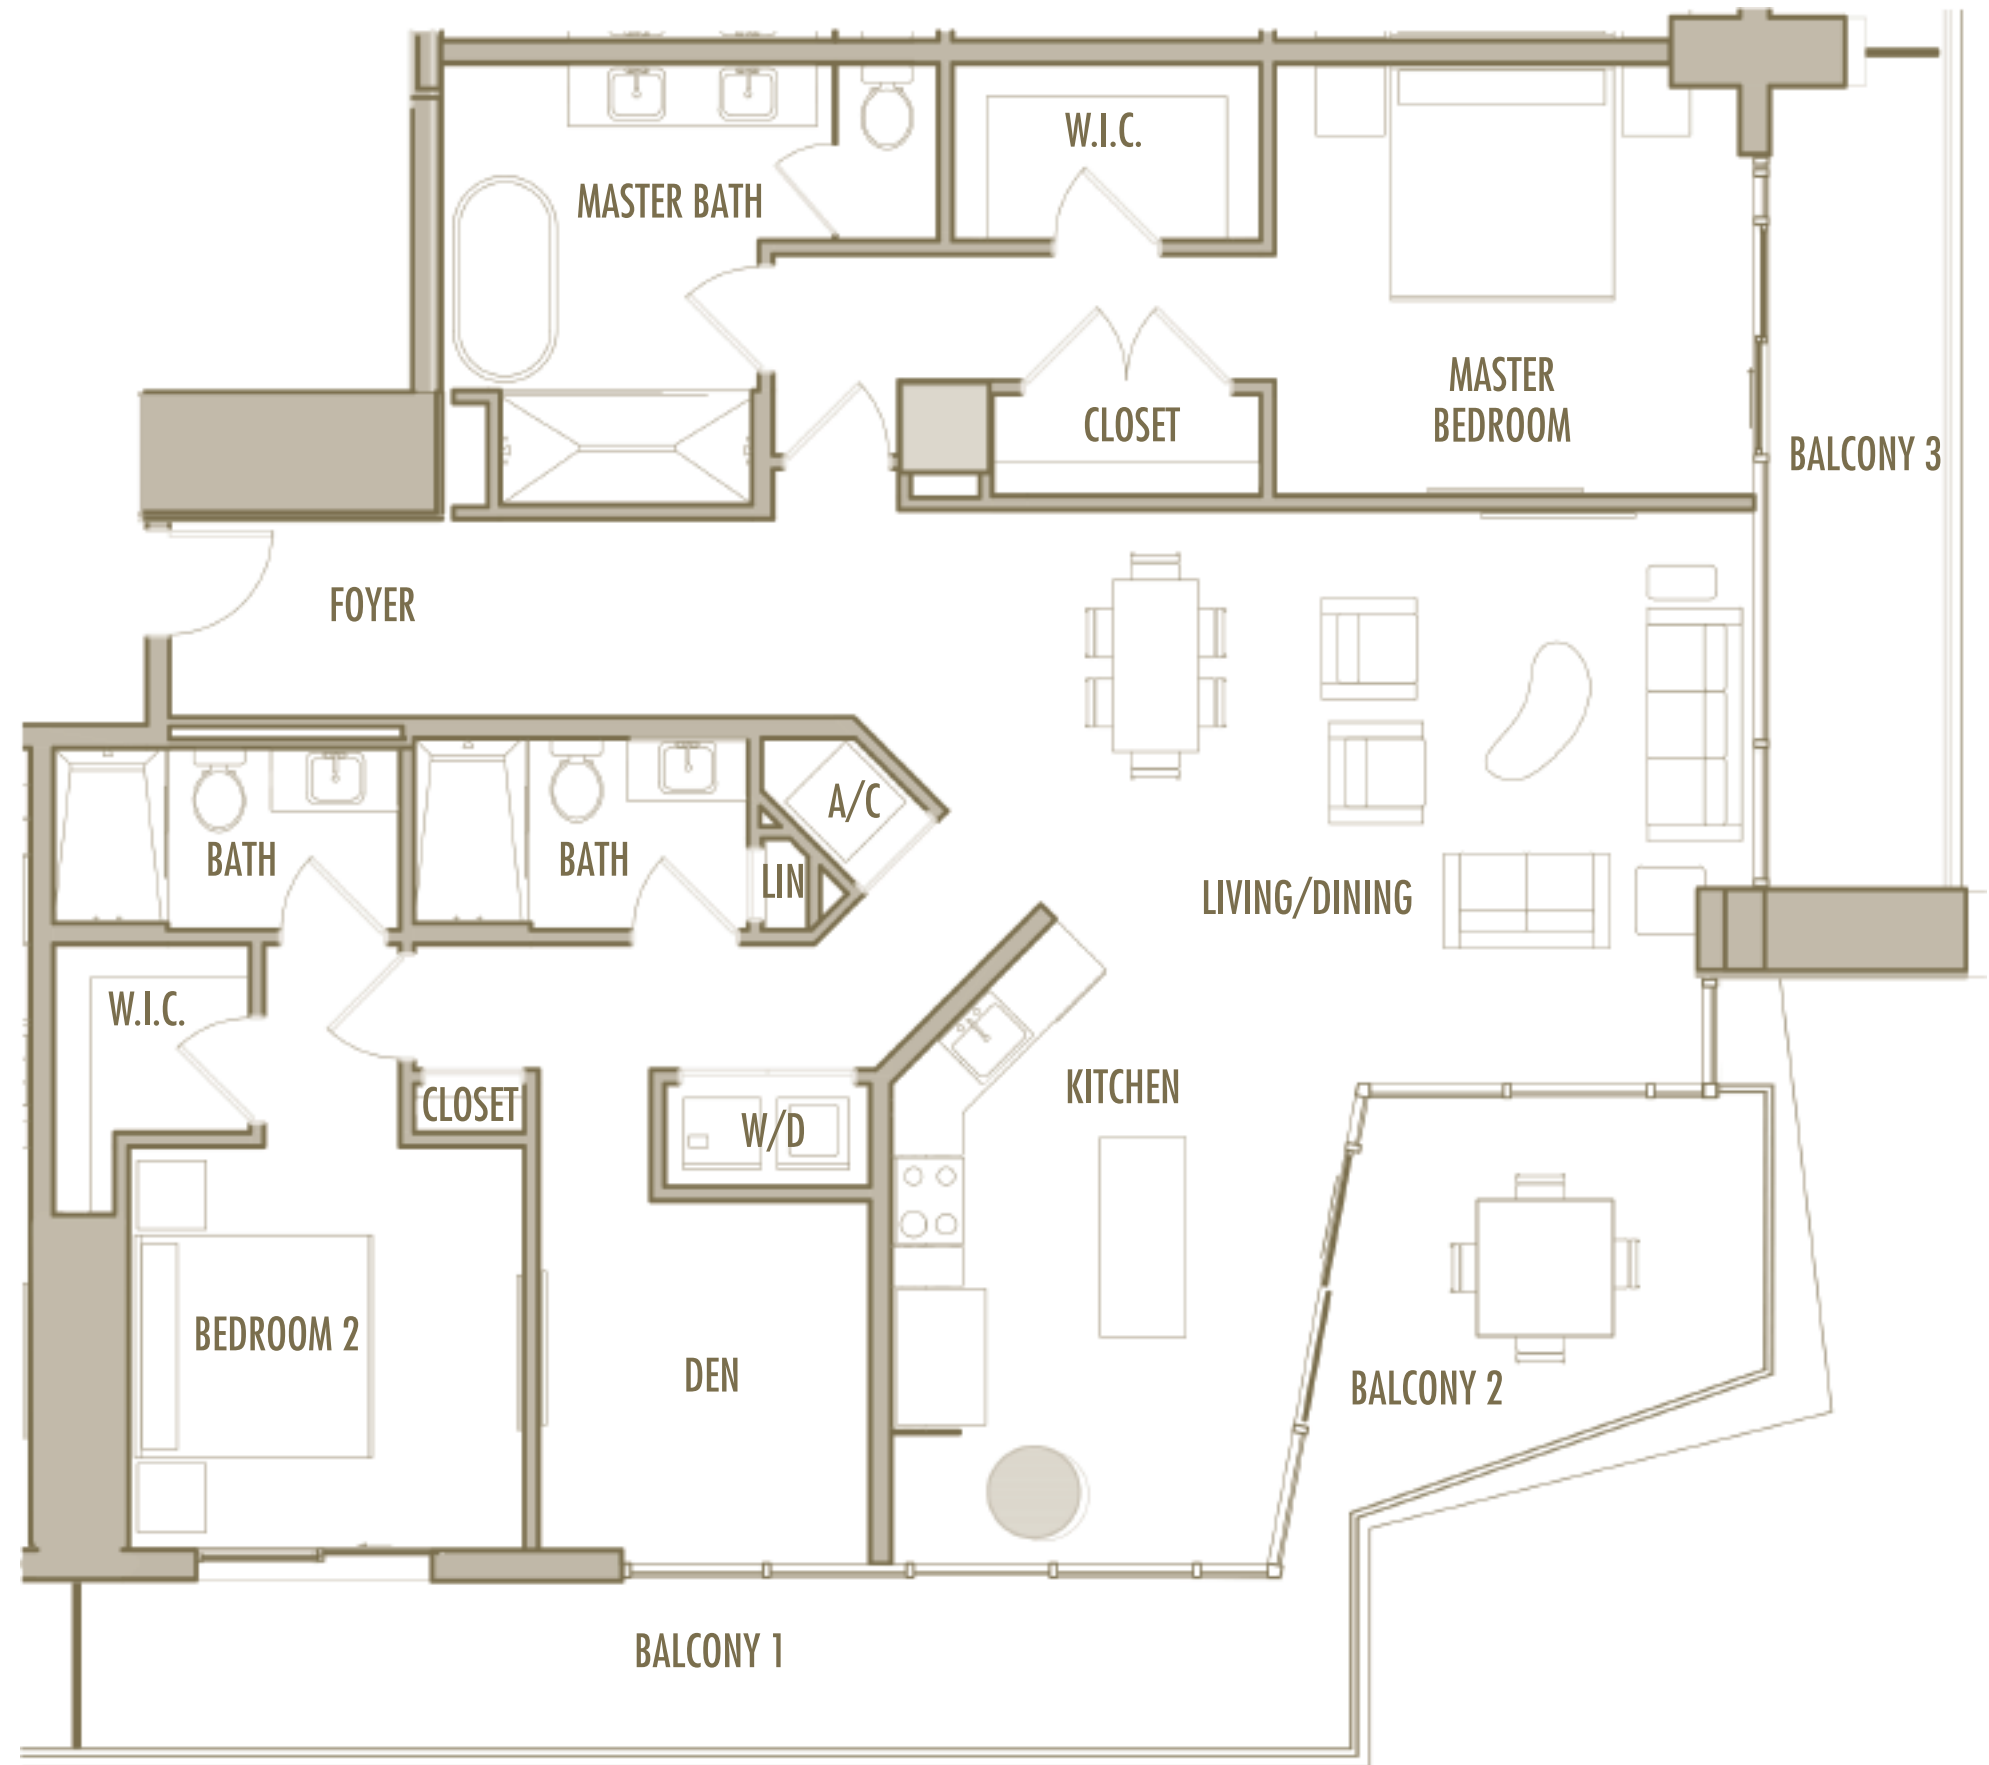 W.I.C.
MASTER BATH
MASTER
BEDROOM
CLOSET
BALCONY 3
FOYER
A/C
BATH
BATH
LIN
LIVING/DINING
W.I.C.
KITCHEN
CLOSET
W/D
BEDROOM 2
DEN
BALCONY 2
BALCONY 1